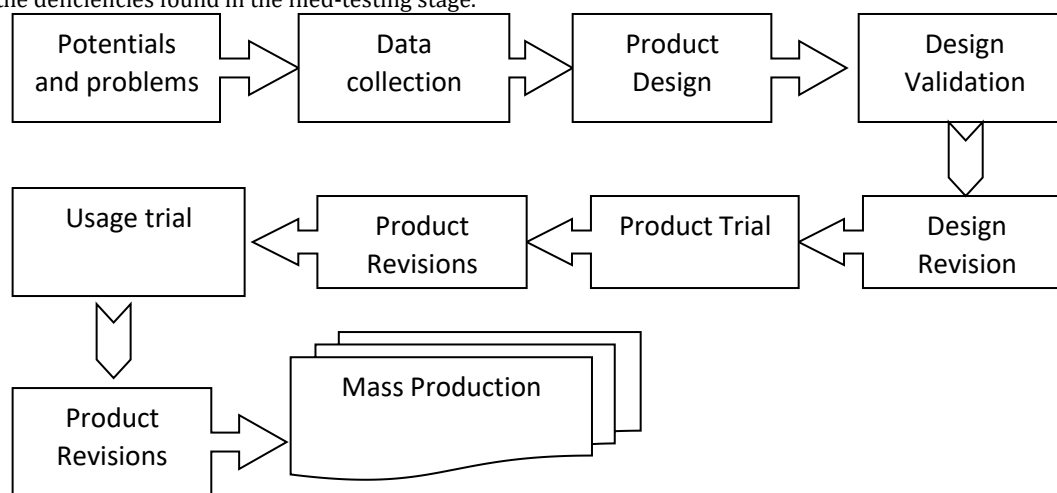 the deficiencies found in the filed-testing stage.
Potentials
and problems
Data
collection
Product
Design
Design
Validation
Usage trial
Product
Revisions
Product Trial
Design
Revision
Product
Revisions
Mass Production